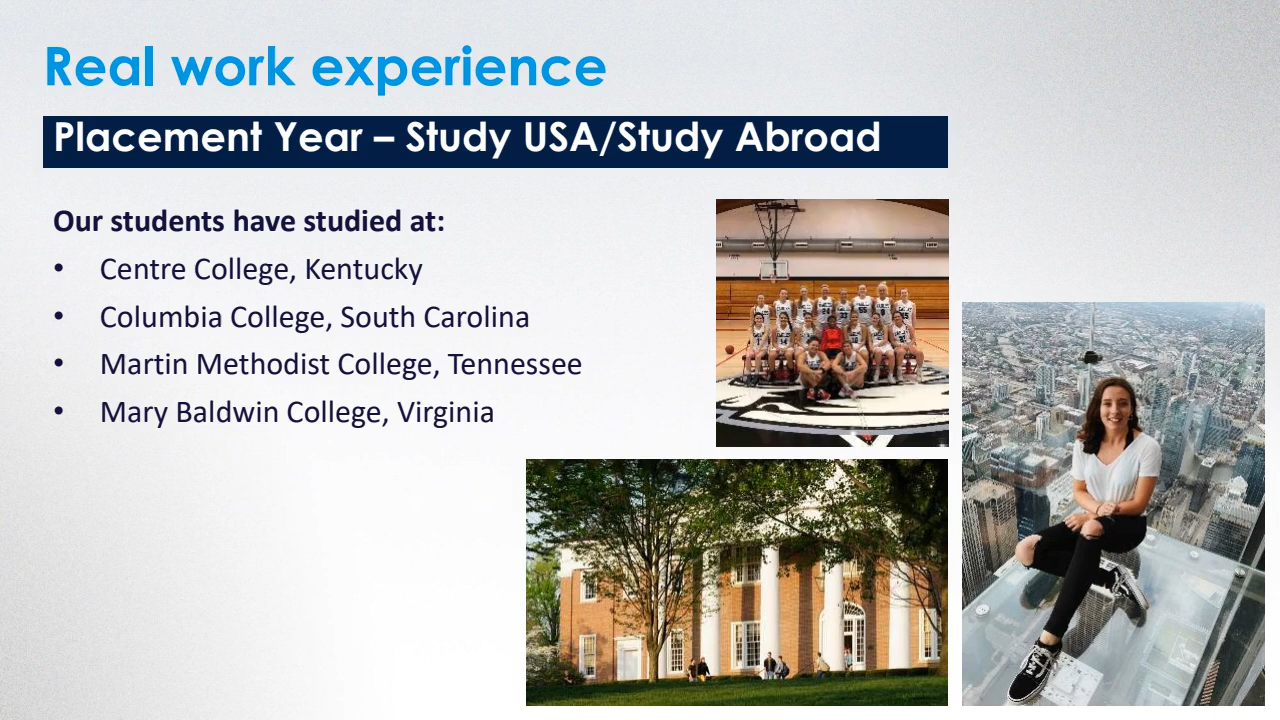 Real work experience
Placement Year – Study USA/Study Abroad
Our students have studied at:
• Centre College, Kentucky
• Columbia College, South Carolina
• Martin Methodist College, Tennessee
• Mary Baldwin College, Virginia